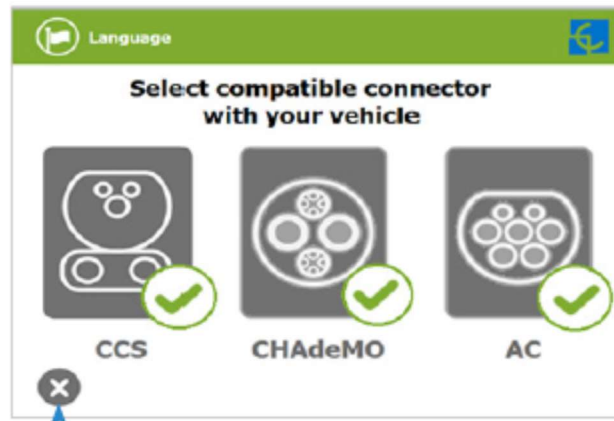 Language
Select compatible connector
with your vehicle
CCS
CHAdeMO
AC